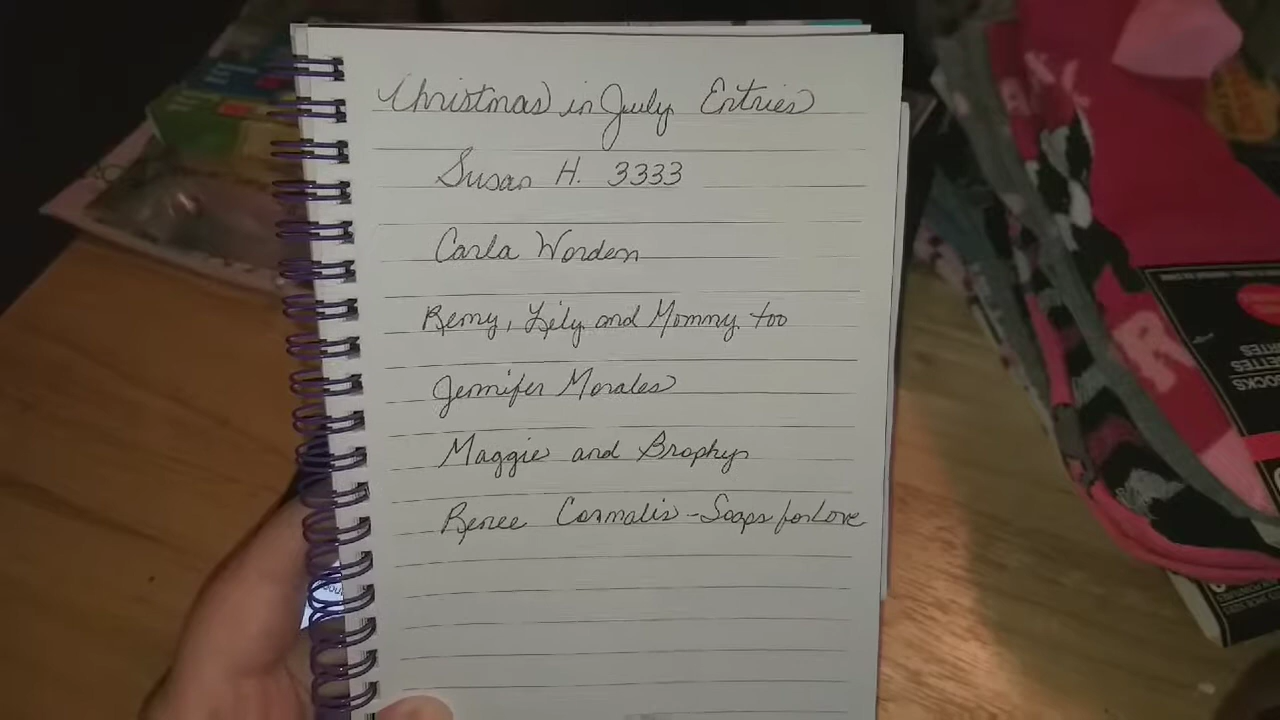 Christmas in July Entries
Susan H. 3333
Carla Worden
Remy, Lily and Mommy too
Jennifer Morales
Maggie and Brophy
Renee Cormalis - Soaps for Love